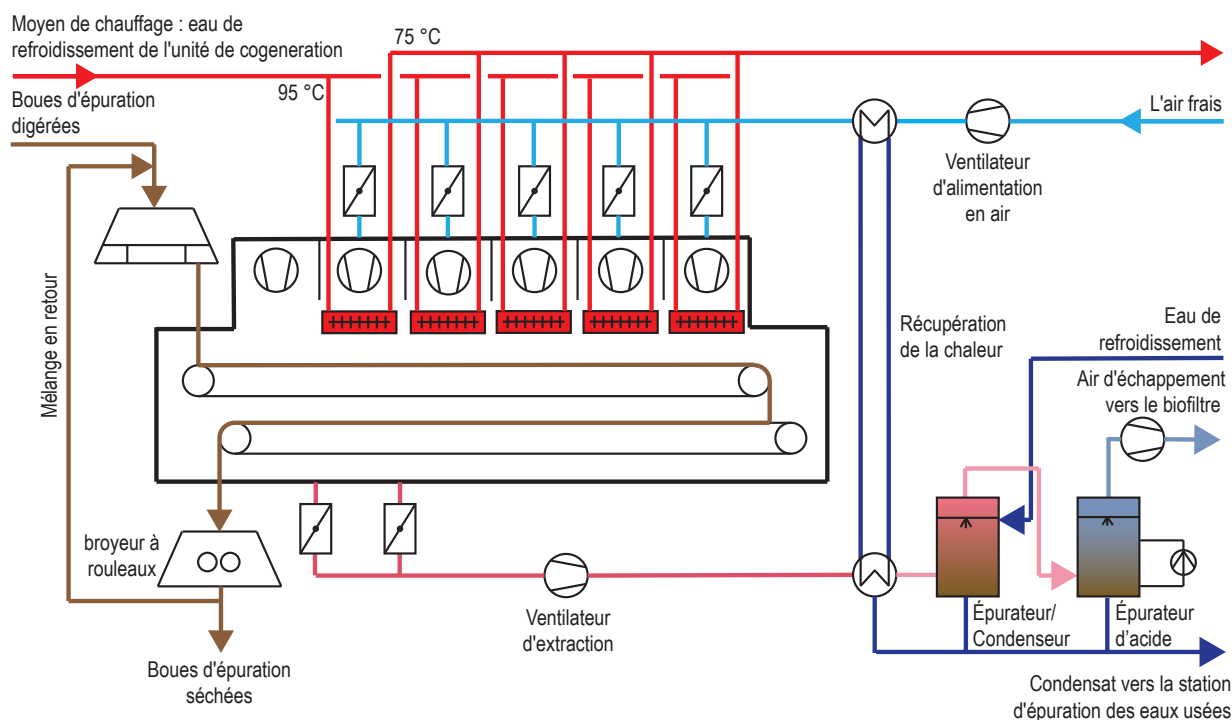 Moyen de chauffage : eau de
refroidissement de l'unité de cogeneration
75 °C
95 °C
Boues d'épuration
digérées
L'air frais
Ventilateur
d'alimentation
en air
Mélange en retour
Récupération
de la chaleur
Eau de
refroidissement
Air d'échappement
vers le biofiltre
broyeur à
rouleaux
Ventilateur
d'extraction
Épurateur/
Condenseur
Épurateur
d'acide
Boues d'épuration
séchées
Condensat vers la station
d'épuration des eaux usées